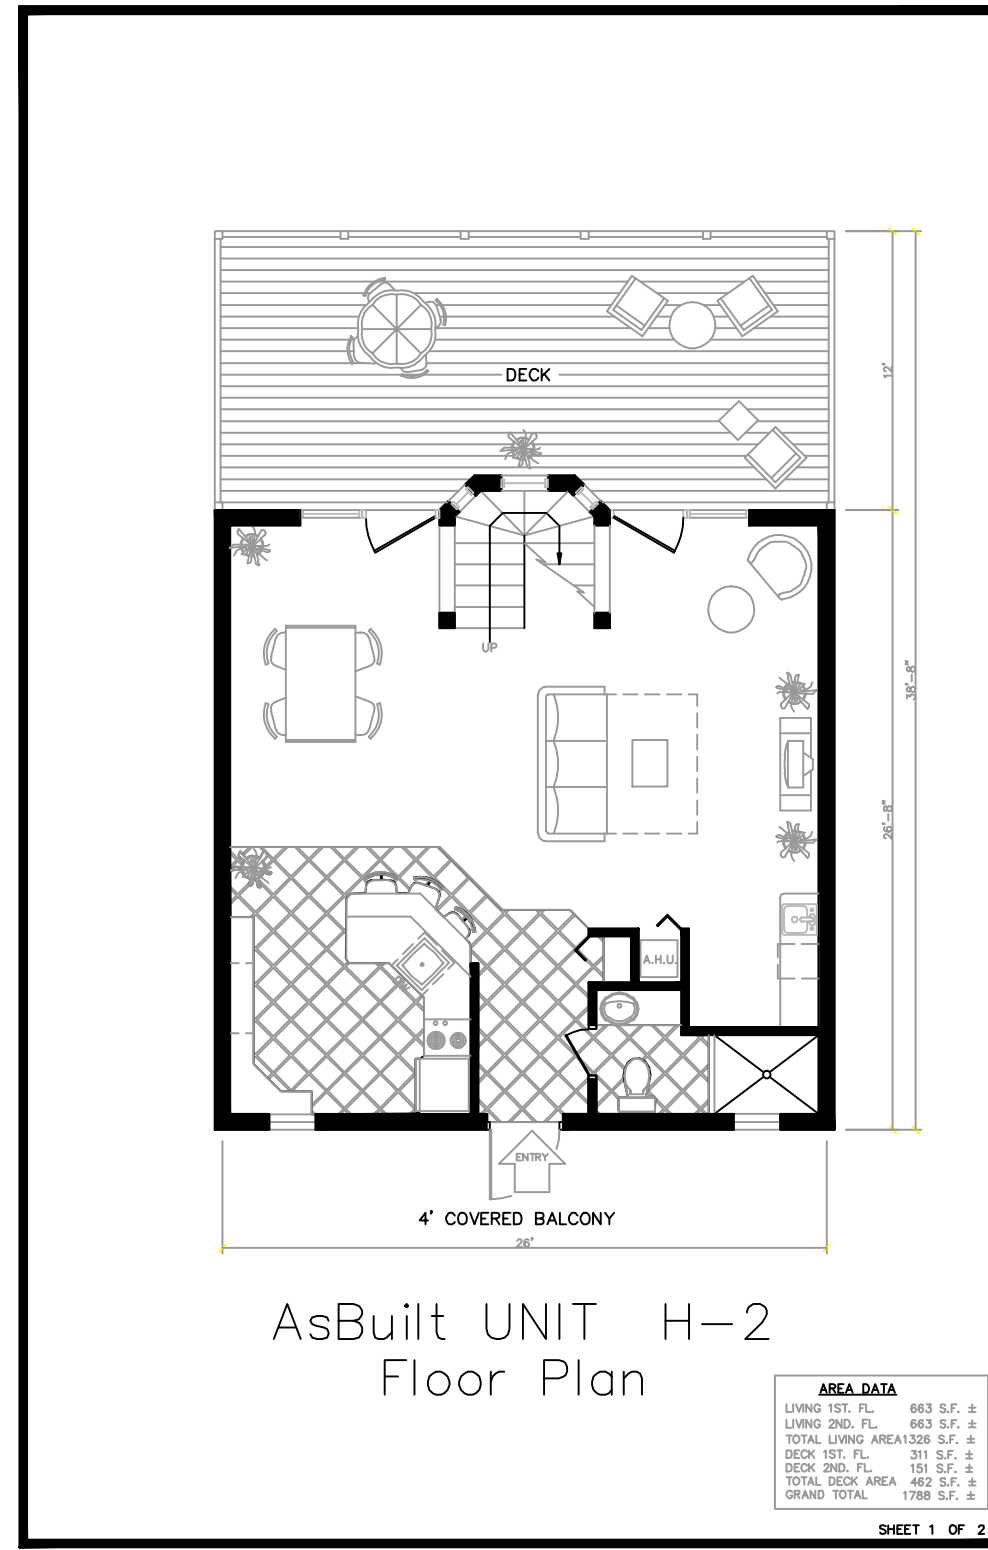 DECK
12'
UP
38'-8"
26'-8"
A.H.U.
ENTRY
4' COVERED BALCONY
26'
AsBuilt UNIT H-2
Floor Plan
AREA DATA
LIVING 1ST. FL. 663 S.F. ±
LIVING 2ND. FL. 663 S.F. ±
TOTAL LIVING AREA 1326 S.F. ±
DECK 1ST. FL. 311 S.F. ±
DECK 2ND. FL. 151 S.F. ±
TOTAL DECK AREA 462 S.F. ±
GRAND TOTAL 1788 S.F. ±
SHEET 1 OF 2